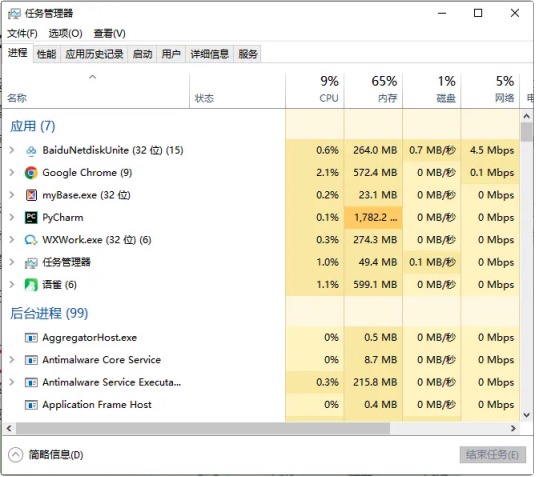 任务管理器
文件(F) 选项(O) 查看(V)
进程 性能 应用历史记录 启动 用户 详细信息 服务
9% 65% 1% 5%
名称 状态 CPU 内存 磁盘 网络
应用 (7)
BaiduNetdiskUnite (32 位) (15) 0.6% 264.0 MB 0.7 MB/秒 4.5 Mbps
Google Chrome (9) 2.1% 572.4 MB 0 MB/秒 0.1 Mbps
myBase.exe (32 位) 0.2% 23.1 MB 0 MB/秒 0 Mbps
PyCharm 0.1% 1,782.2 ... 0 MB/秒 0 Mbps
WXWork.exe (32 位) (6) 0.3% 274.3 MB 0 MB/秒 0 Mbps
任务管理器 1.0% 49.4 MB 0.1 MB/秒 0 Mbps
语雀 (6) 1.1% 599.1 MB 0 MB/秒 0 Mbps
后台进程 (99)
AggregatorHost.exe 0% 0.5 MB 0 MB/秒 0 Mbps
Antimalware Core Service 0% 8.7 MB 0 MB/秒 0 Mbps
Antimalware Service Executa... 0.3% 215.8 MB 0 MB/秒 0 Mbps
Application Frame Host 0% 0.4 MB 0 MB/秒 0 Mbps
简略信息(D) 结束任务(E)